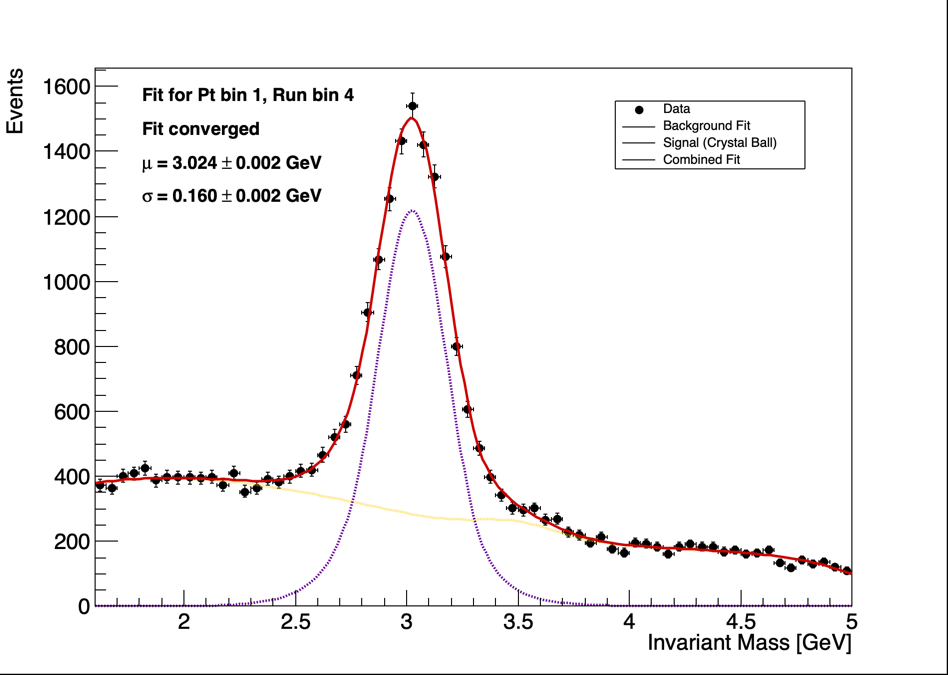 Events
1600
1400
1200
1000
800
600
400
200
0
Fit for Pt bin 1, Run bin 4
Fit converged
μ = 3.024 ± 0.002 GeV
σ = 0.160 ± 0.002 GeV
Data
Background Fit
Signal (Crystal Ball)
Combined Fit
2
2.5
3
3.5
4
4.5
5
Invariant Mass [GeV]